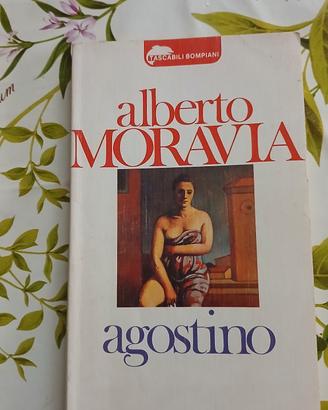 TASCABILI BOMPIANI
alberto
MORAVIA
agostino